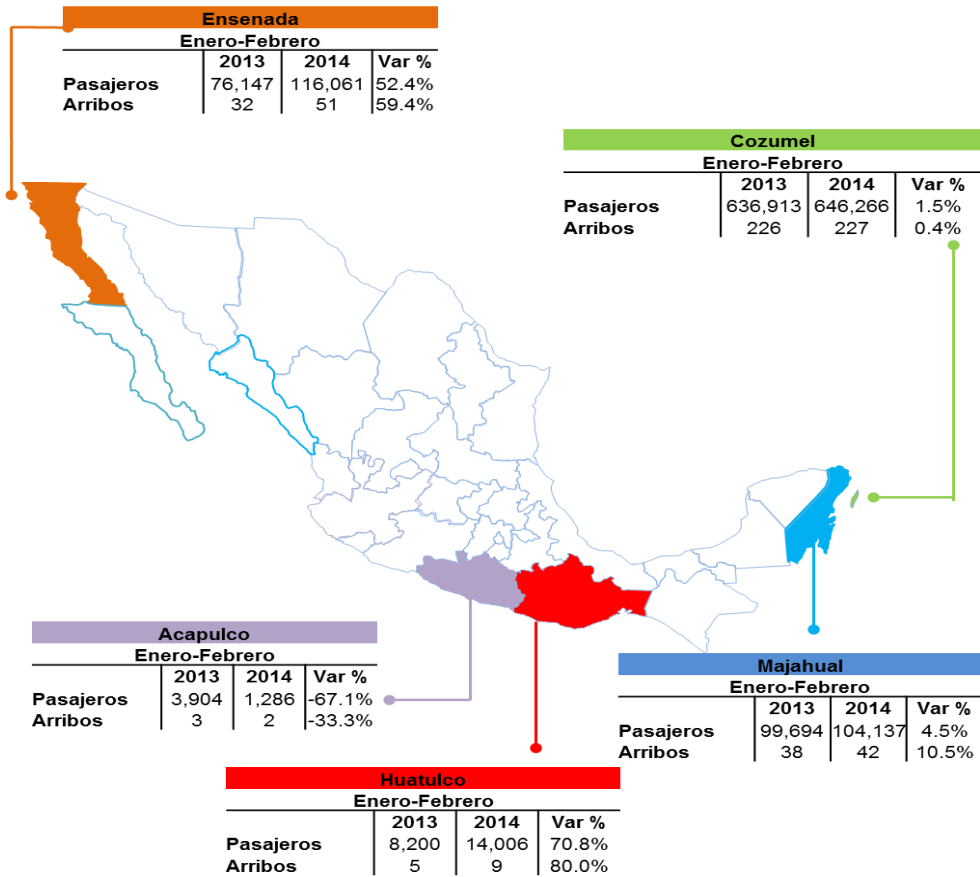 Ensenada
Enero-Febrero
2013 2014 Var %
Pasajeros 76,147 116,061 52.4%
Arribos 32 51 59.4%
Cozumel
Enero-Febrero
2013 2014 Var %
Pasajeros 636,913 646,266 1.5%
Arribos 226 227 0.4%
Acapulco
Enero-Febrero
2013 2014 Var %
Pasajeros 3,904 1,286 -67.1%
Arribos 3 2 -33.3%
Majahual
Enero-Febrero
2013 2014 Var %
Pasajeros 99,694 104,137 4.5%
Arribos 38 42 10.5%
Huatulco
Enero-Febrero
2013 2014 Var %
Pasajeros 8,200 14,006 70.8%
Arribos 5 9 80.0%